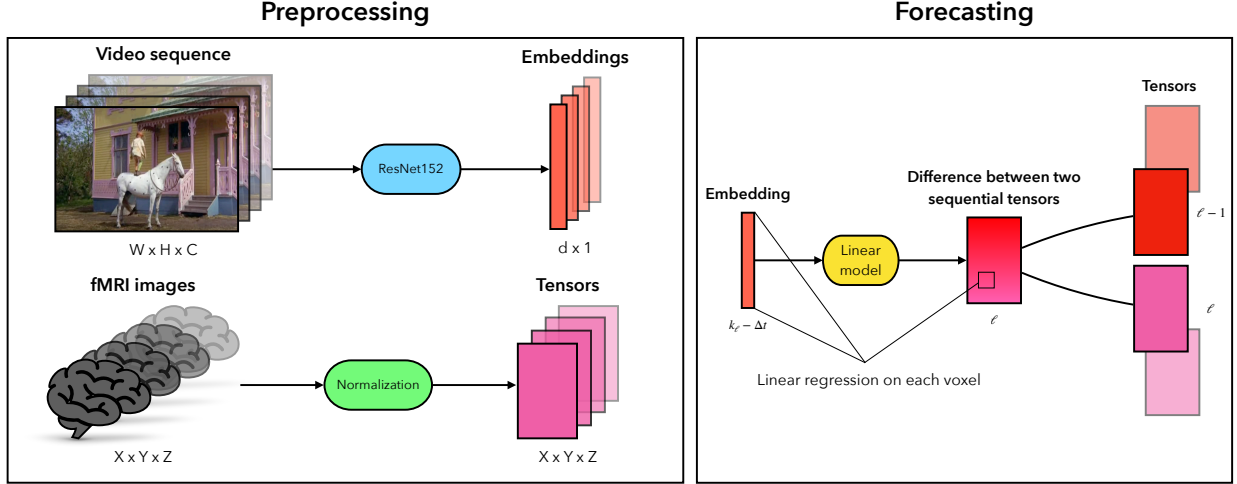 Preprocessing
Video sequence
Embeddings
ResNet152
W x H x C
d x 1
fMRI images
Tensors
Normalization
X x Y x Z
X x Y x Z
Forecasting
Tensors
Difference between two
sequential tensors
Embedding
ℓ − 1
Linear
model
ℓ
ℓ
kℓ − Δt
Linear regression on each voxel